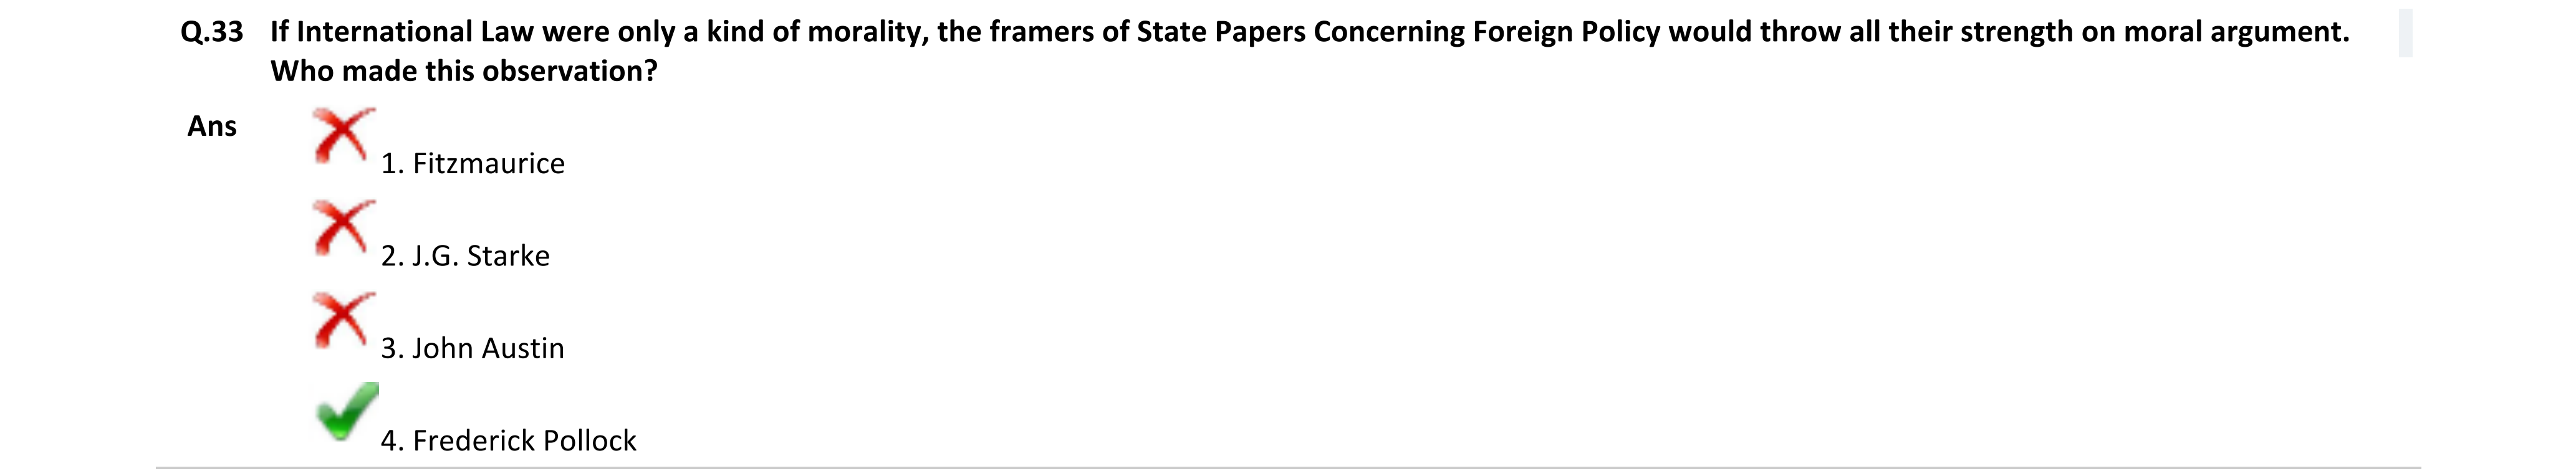 Q.33 If International Law were only a kind of morality, the framers of State Papers Concerning Foreign Policy would throw all their strength on moral argument.
Who made this observation?
Ans
1. Fitzmaurice
2. J.G. Starke
3. John Austin
4. Frederick Pollock